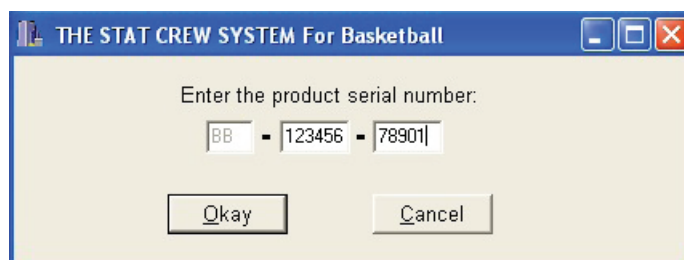 THE STAT CREW SYSTEM For Basketball
Enter the product serial number:
BB - 123456 - 78901
Okay Cancel